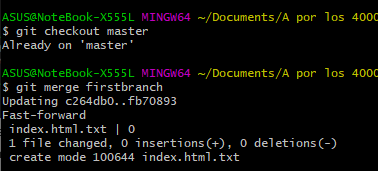 ASUS@NoteBook-X555L MINGW64 ~/Documents/A por los 4000
$ git checkout master
Already on 'master'
ASUS@NoteBook-X555L MINGW64 ~/Documents/A por los 4000
$ git merge firstbranch
Updating c264db0..fb70893
Fast-forward
 index.html.txt | 0
 1 file changed, 0 insertions(+), 0 deletions(-)
 create mode 100644 index.html.txt